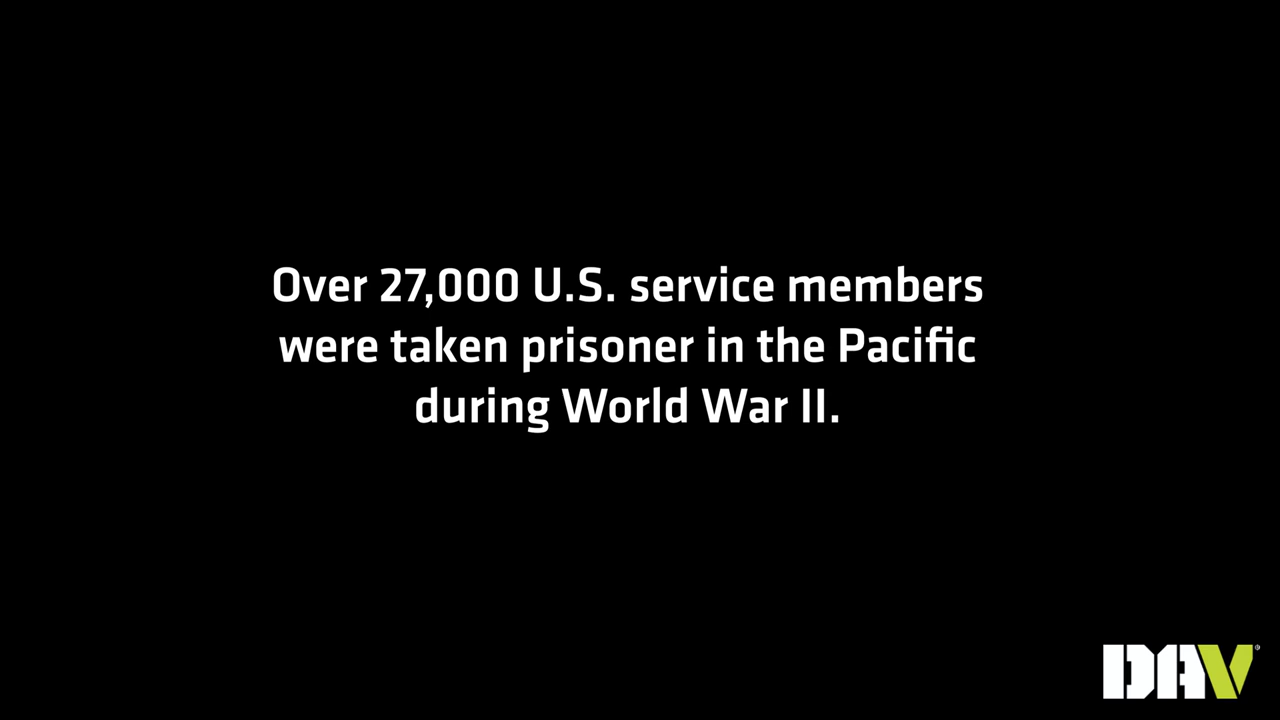 Over 27,000 U.S. service members
were taken prisoner in the Pacific
during World War II.
DAV®